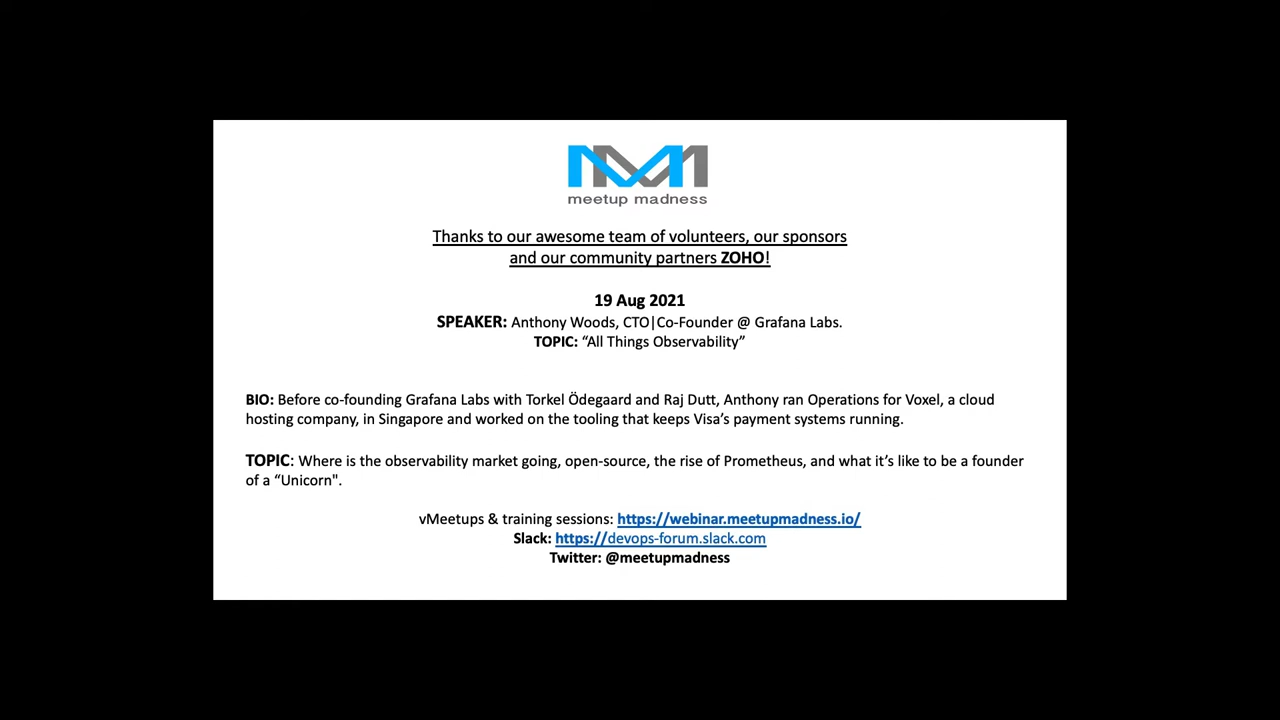 meetup madness
Thanks to our awesome team of volunteers, our sponsors
and our community partners ZOHO!
19 Aug 2021
SPEAKER: Anthony Woods, CTO|Co-Founder @ Grafana Labs.
TOPIC: “All Things Observability”
BIO: Before co-founding Grafana Labs with Torkel Ödegaard and Raj Dutt, Anthony ran Operations for Voxel, a cloud
hosting company, in Singapore and worked on the tooling that keeps Visa’s payment systems running.
TOPIC: Where is the observability market going, open-source, the rise of Prometheus, and what it’s like to be a founder
of a “Unicorn".
vMeetups & training sessions: https://webinar.meetupmadness.io/
Slack: https://devops-forum.slack.com
Twitter: @meetupmadness